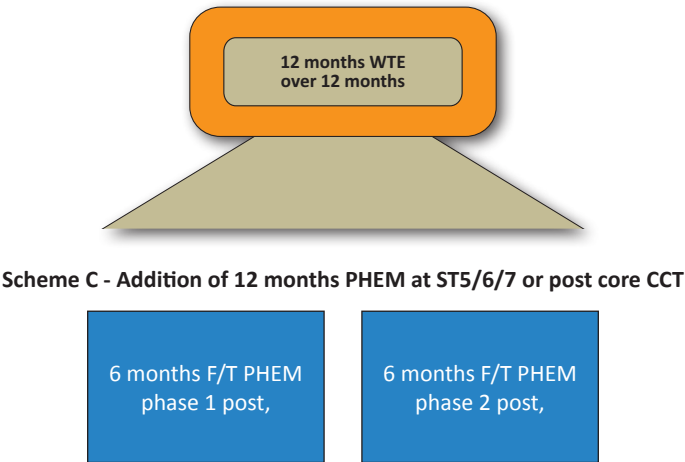 12 months WTE
over 12 months
Scheme C - Addition of 12 months PHEM at ST5/6/7 or post core CCT
6 months F/T PHEM
phase 1 post,
6 months F/T PHEM
phase 2 post,